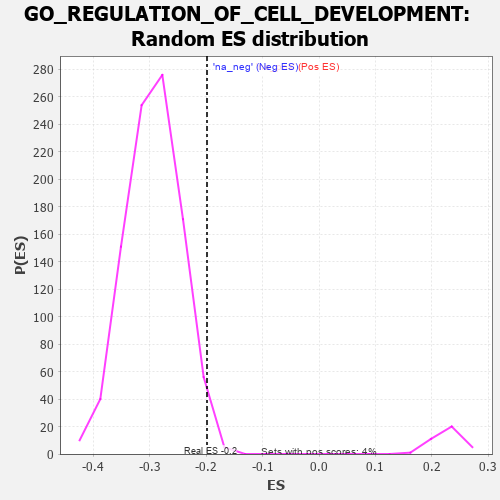 GO_REGULATION_OF_CELL_DEVELOPMENT:
Random ES distribution
'na_neg' (Neg ES)(Pos ES)
280
260
240
220
200
180
160
140
120
100
80
60
40
20
0
P(ES)
Real ES -0.2
Sets with pos scores: 4%
-0.4 -0.3 -0.2 -0.1 0.0 0.1 0.2 0.3
ES